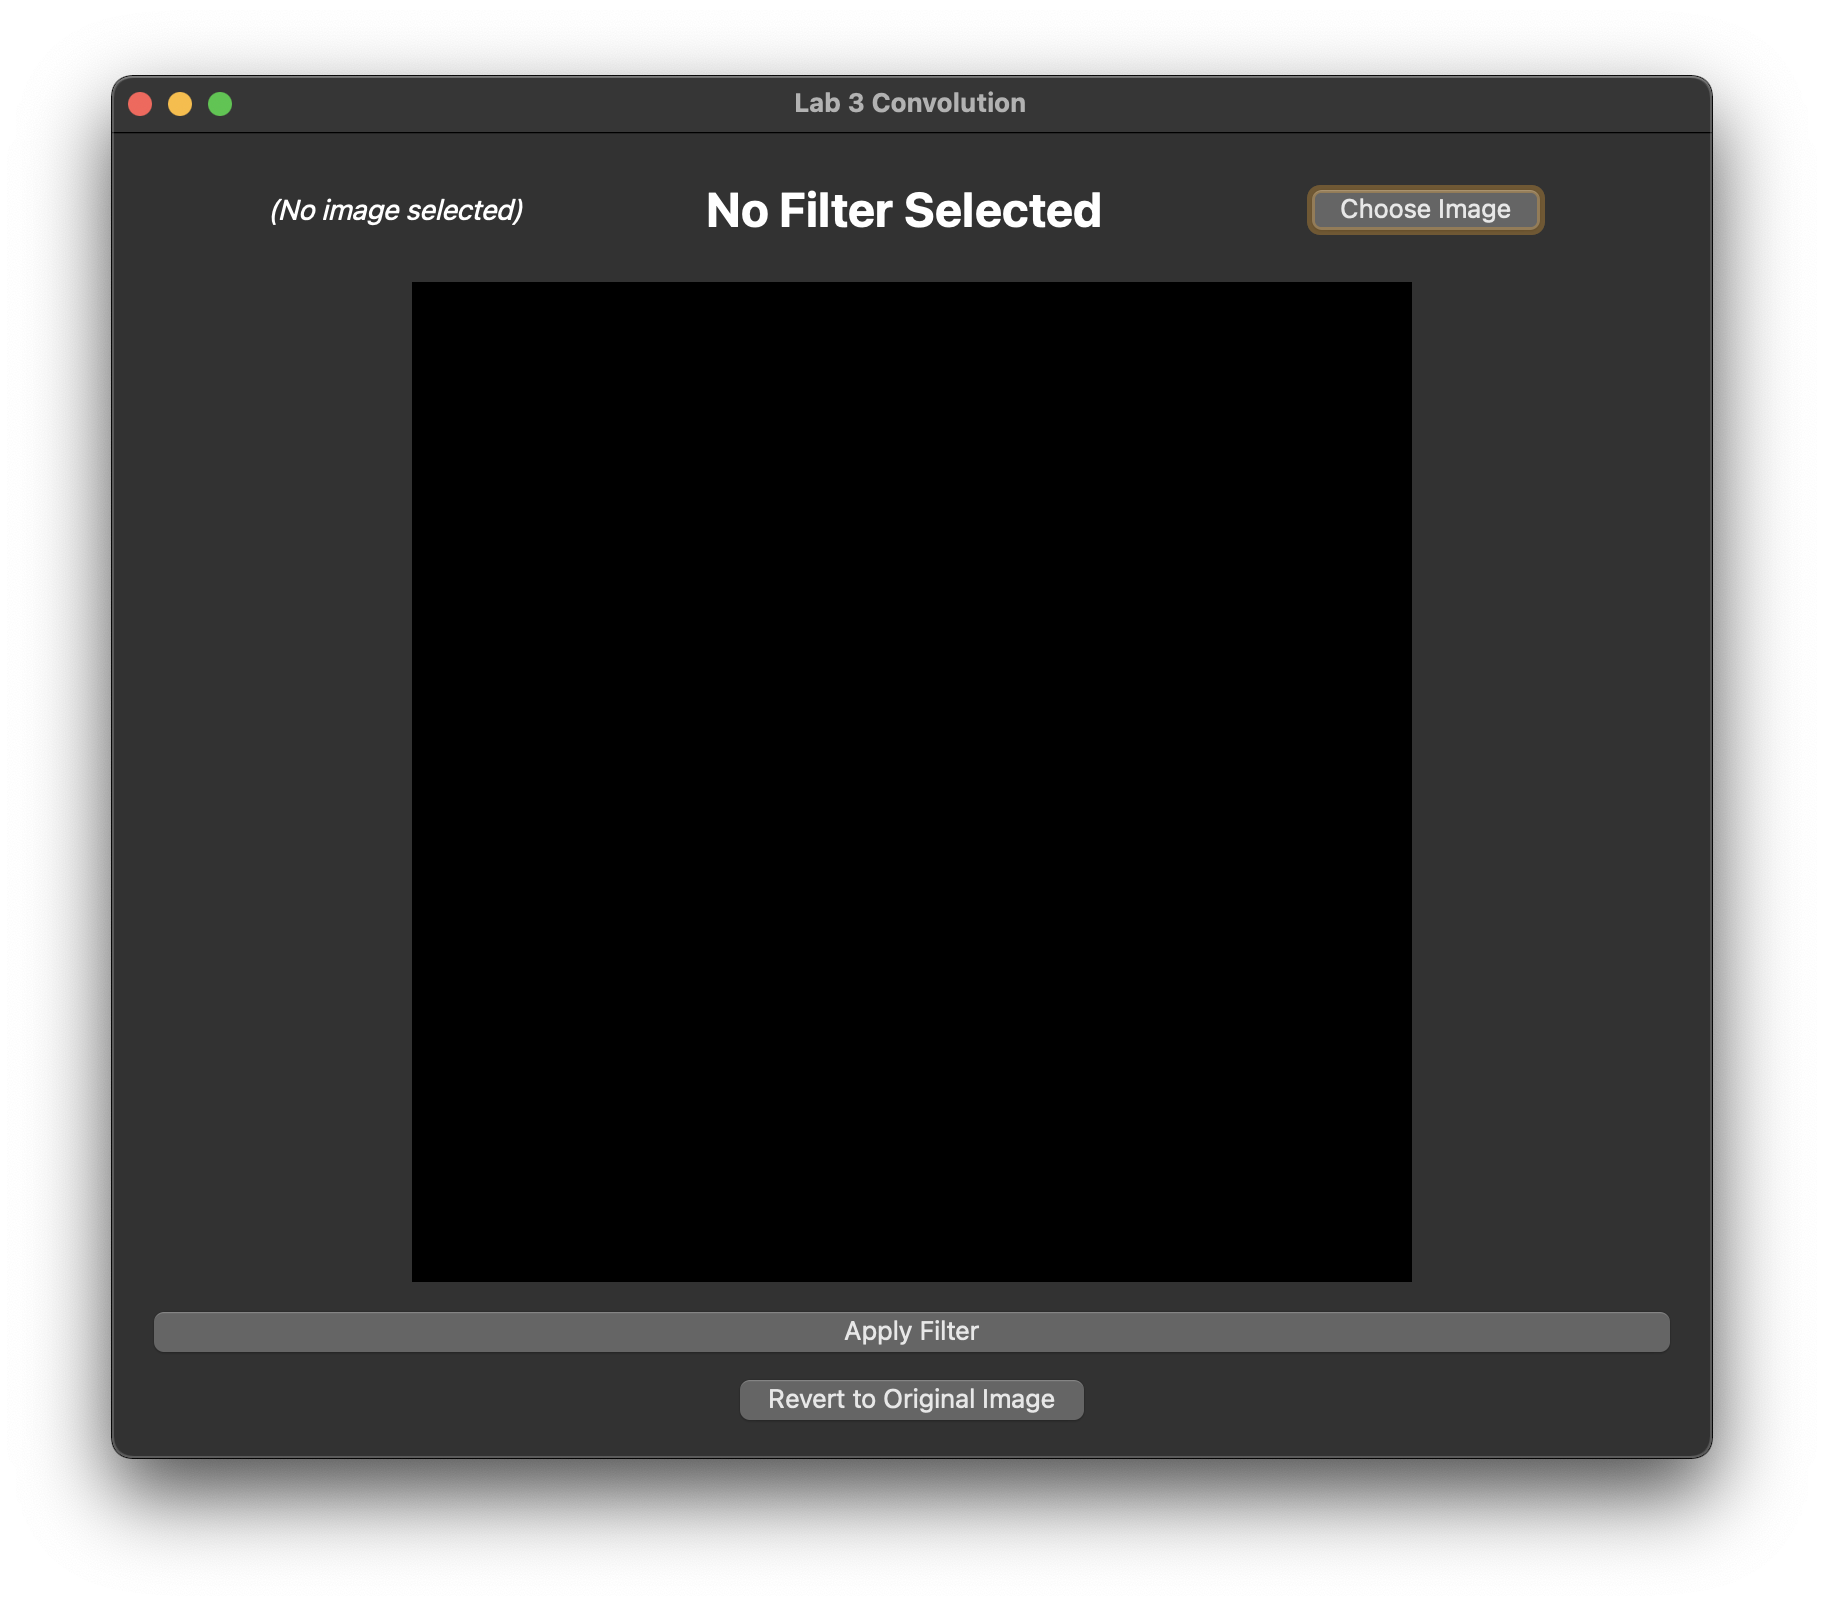 Lab 3 Convolution
(No image selected)
No Filter Selected
Choose Image
Apply Filter
Revert to Original Image